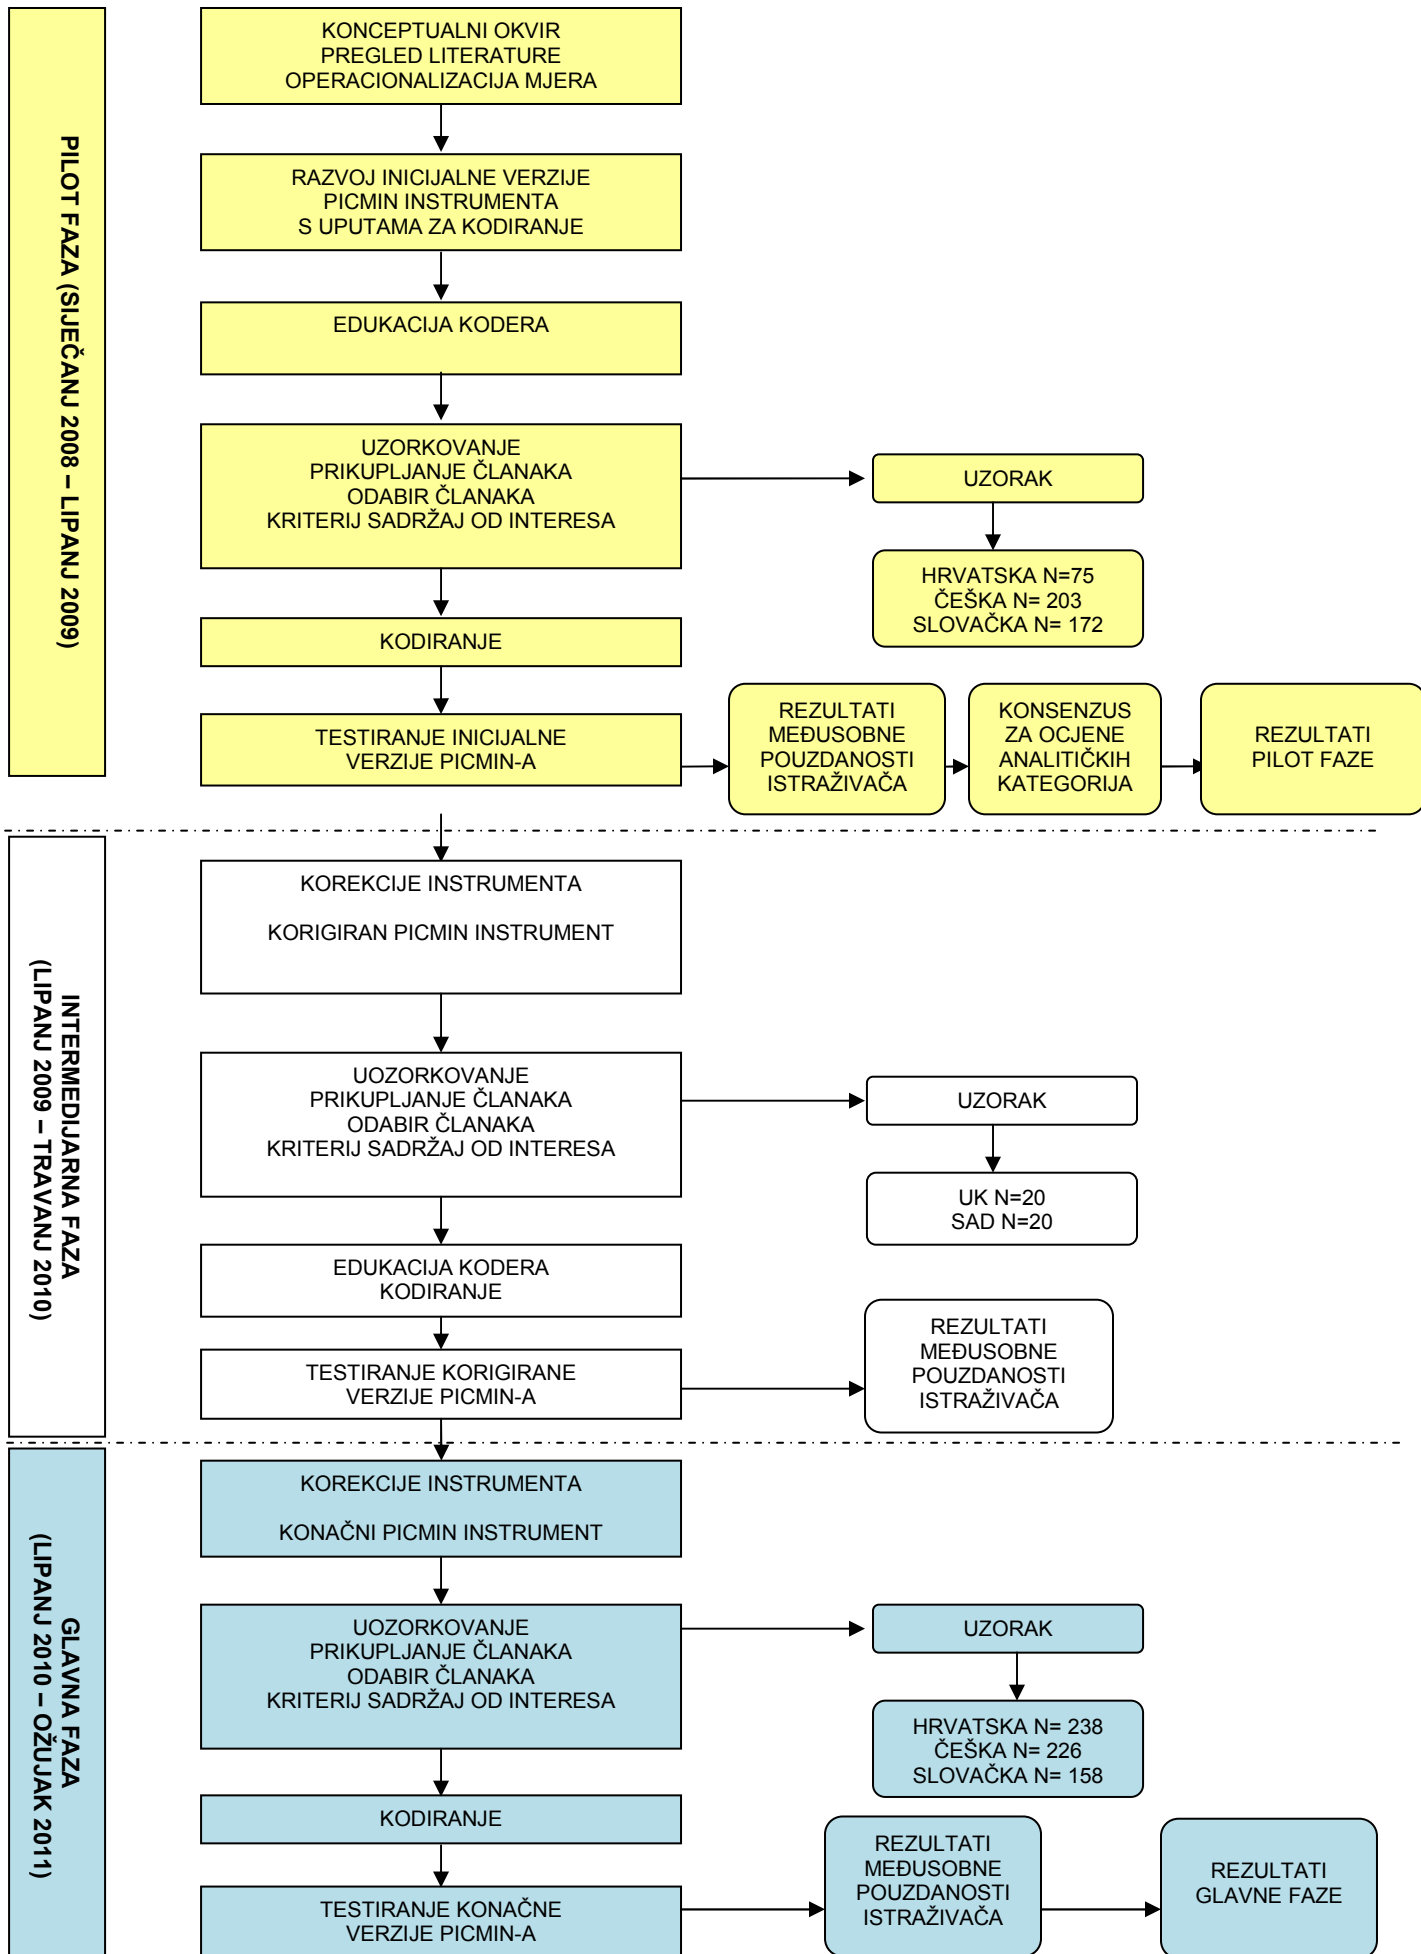 PILOT FAZA (SIJEČANJ 2008 – LIPANJ 2009)
KONCEPTUALNI OKVIR
PREGLED LITERATURE
OPERACIONALIZACIJA MJERA
RAZVOJ INICIJALNE VERZIJE
PICMIN INSTRUMENTA
S UPUTAMA ZA KODIRANJE
EDUKACIJA KODERA
UZORKOVANJE
PRIKUPLJANJE ČLANAKA
ODABIR ČLANAKA
KRITERIJ SADRŽAJ OD INTERESA
UZORAK
HRVATSKA N=75
ČEŠKA N= 203
SLOVAČKA N= 172
KODIRANJE
TESTIRANJE INICIJALNE
VERZIJE PICMIN-A
REZULTATI
MEĐUSOBNE
POUZDANOSTI
ISTRAŽIVAČA
KONSENZUS
ZA OCJENE
ANALITIČKIH
KATEGORIJA
REZULTATI
PILOT FAZE
INTERMEDIJARNA FAZA
(LIPANJ 2009 – TRAVANJ 2010)
KOREKCIJE INSTRUMENTA
KORIGIRAN PICMIN INSTRUMENT
UOZORKOVANJE
PRIKUPLJANJE ČLANAKA
ODABIR ČLANAKA
KRITERIJ SADRŽAJ OD INTERESA
UZORAK
UK N=20
SAD N=20
EDUKACIJA KODERA
KODIRANJE
TESTIRANJE KORIGIRANE
VERZIJE PICMIN-A
REZULTATI
MEĐUSOBNE
POUZDANOSTI
ISTRAŽIVAČA
GLAVNA FAZA
(LIPANJ 2010 – OŽUJAK 2011)
KOREKCIJE INSTRUMENTA
KONAČNI PICMIN INSTRUMENT
UOZORKOVANJE
PRIKUPLJANJE ČLANAKA
ODABIR ČLANAKA
KRITERIJ SADRŽAJ OD INTERESA
UZORAK
HRVATSKA N= 238
ČEŠKA N= 226
SLOVAČKA N= 158
KODIRANJE
TESTIRANJE KONAČNE
VERZIJE PICMIN-A
REZULTATI
MEĐUSOBNE
POUZDANOSTI
ISTRAŽIVAČA
REZULTATI
GLAVNE FAZE